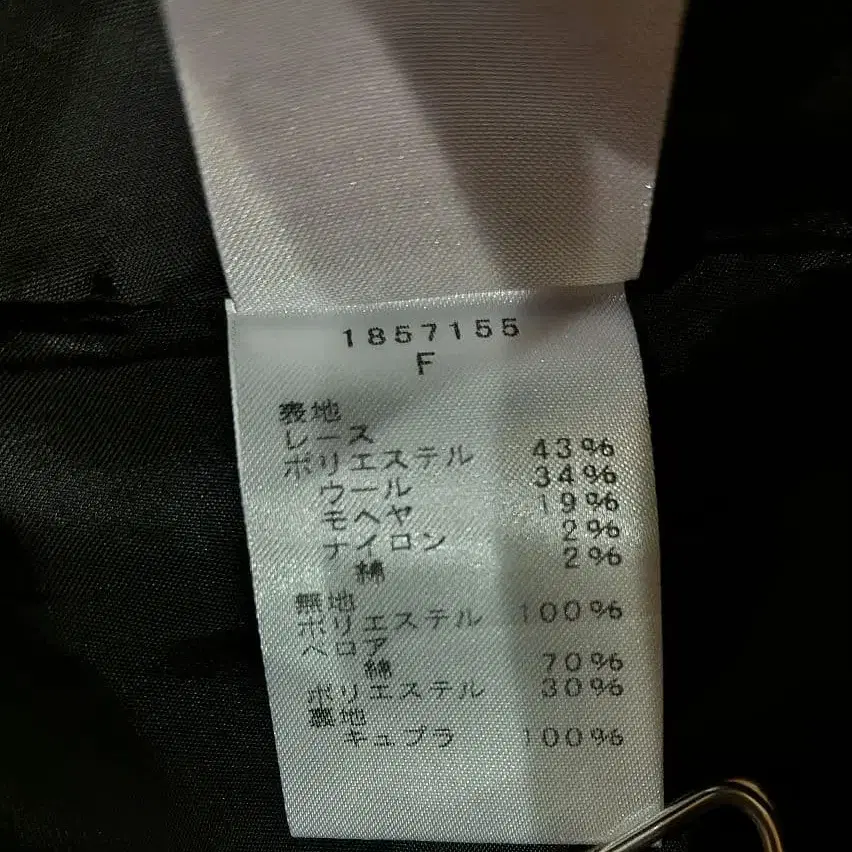 1857155
F
表地
レース
ポリエステル 43%
ウール 34%
モヘヤ 19%
ナイロン 2%
綿 2%
無地
ポリエステル 100%
ベロア
綿 70%
ポリエステル 30%
裏地
キュプラ 100%